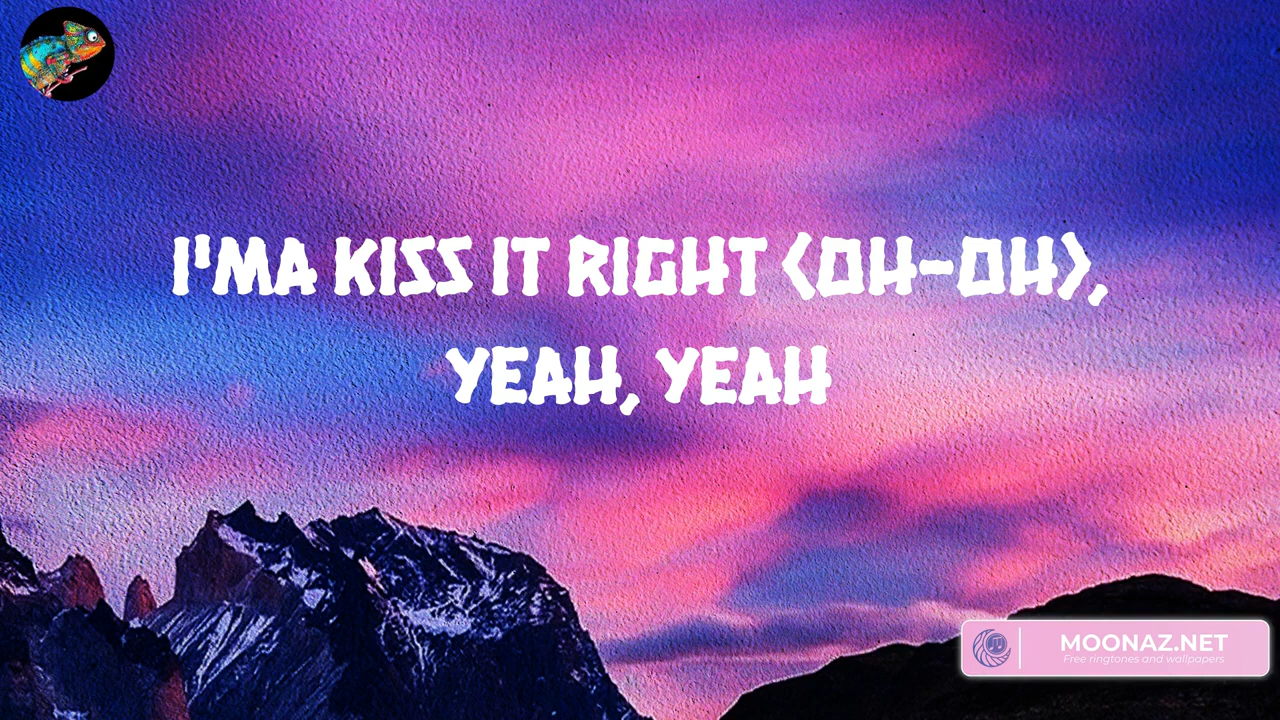 I'MA KISS IT RIGHT (OH-OH),
YEAH, YEAH
MOONAZ.NET
Free ringtones and wallpapers